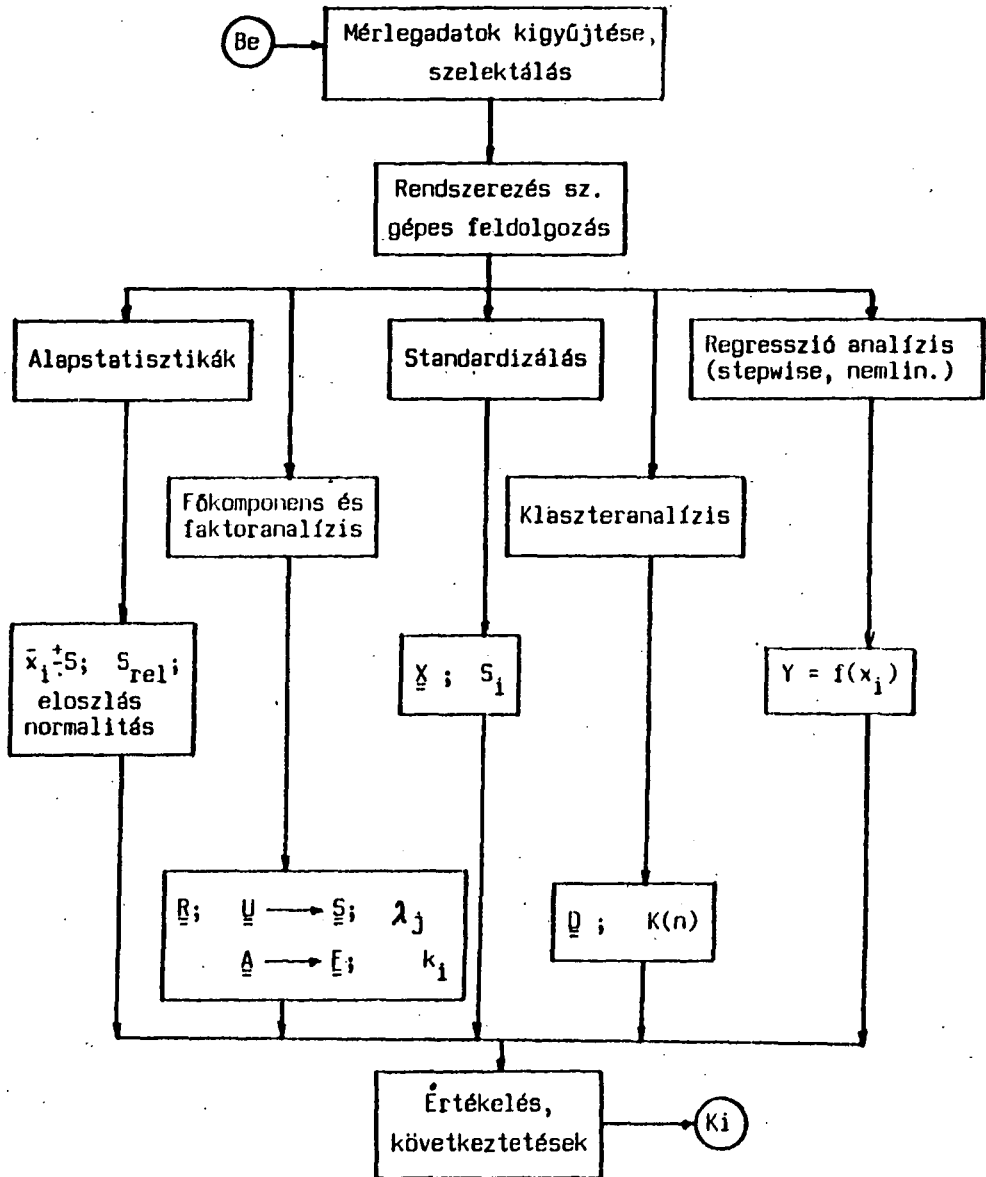 Be
Mérlegadatok kigyűjtése,
szelektálás
Rendszerezés sz.
gépes feldolgozás
Alapstatisztikák
Standardizálás
Regresszió analízis
(stepwise, nemlin.)
Főkomponens és
faktoranalízis
Klaszteranalízis
x̄i ± S; Srel;
eloszlás
normalitás
X ; Si
Y = f(xi)
R; U → S; λj
A → F; ki
D ; K(n)
Értékelés,
következtetések
Ki